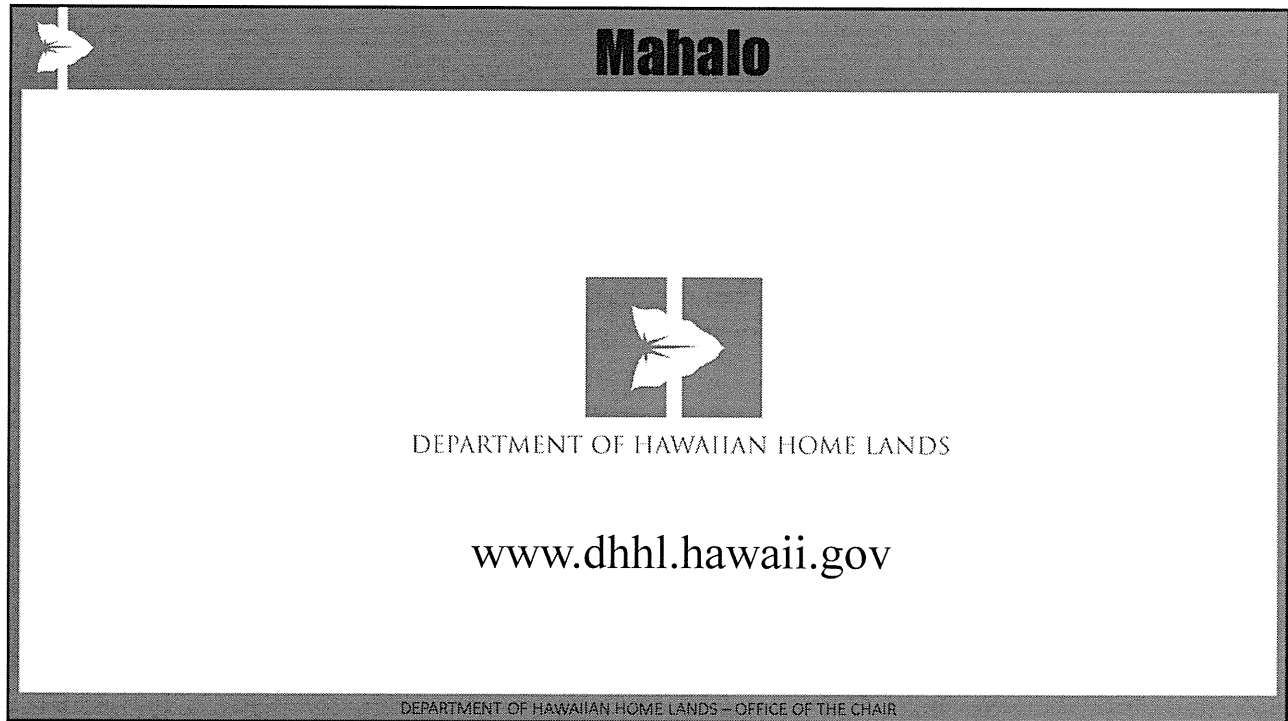 Mahalo
DEPARTMENT OF HAWAIIAN HOME LANDS
www.dhhl.hawaii.gov
DEPARTMENT OF HAWAIIAN HOME LANDS – OFFICE OF THE CHAIR